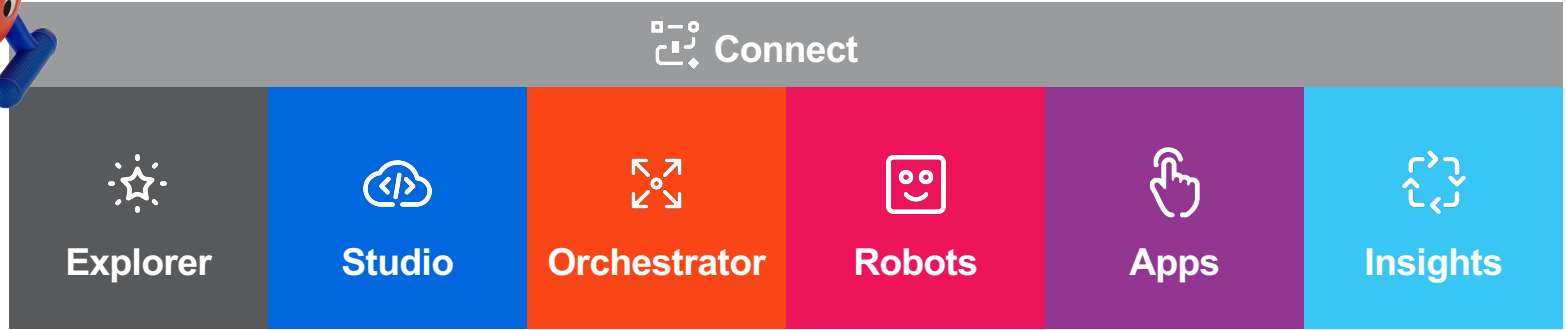 Connect
Explorer
Studio
Orchestrator
Robots
Apps
Insights